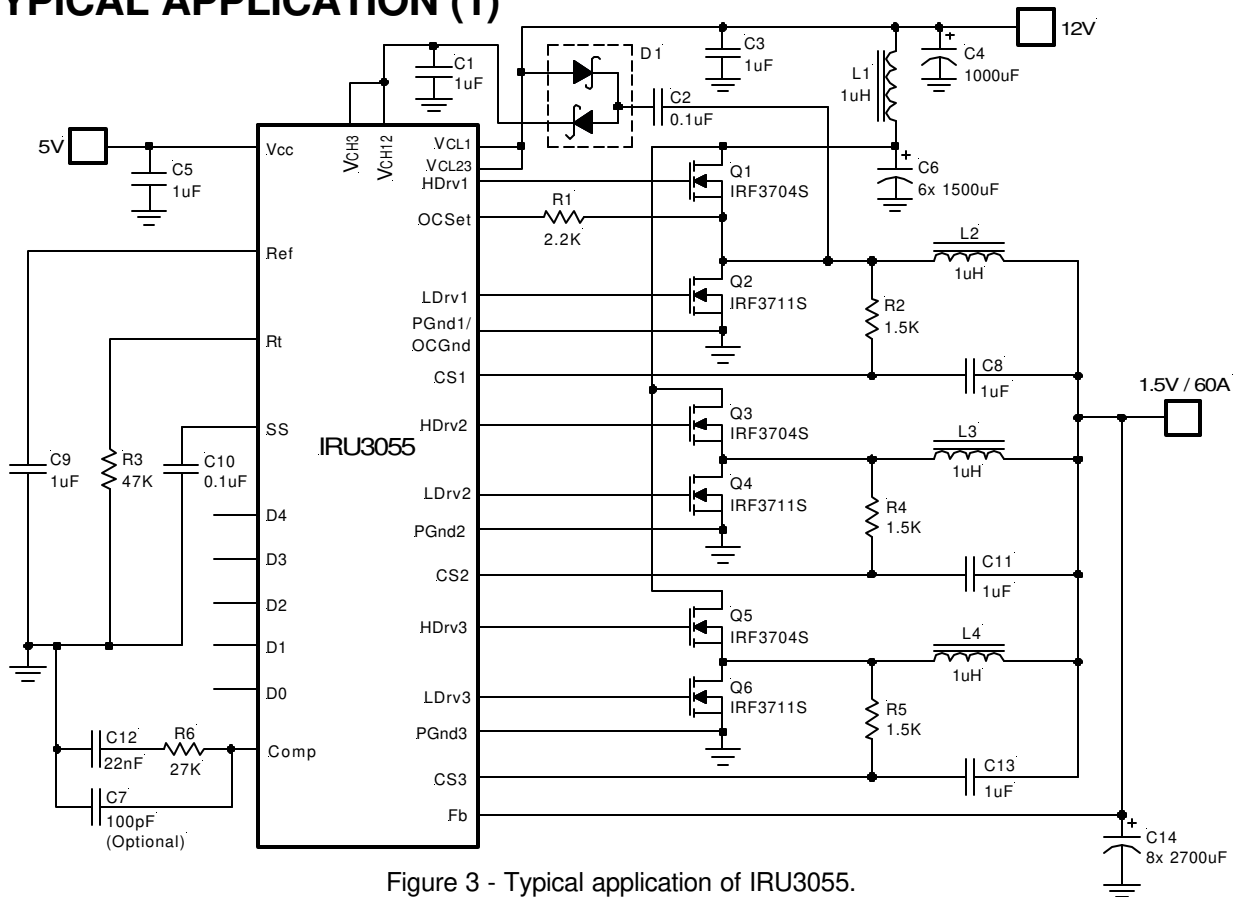 YPICAL APPLICATION (1)
12V
D1
C3
1uF
C4
1000uF
L1
1uH
C1
1uF
C2
0.1uF
5V
C5
1uF
Vcc
VCH3
VCH12
VCL1
VCL23
HDrv1
OCSet
R1
2.2K
Q1
IRF3704S
C6
6x 1500uF
Ref
L2
1uH
LDrv1
Q2
IRF3711S
R2
1.5K
PGnd1/
OCGnd
Rt
CS1
C8
1uF
1.5V / 60A
SS
IRU3055
HDrv2
Q3
IRF3704S
L3
1uH
C9
1uF
R3
47K
C10
0.1uF
LDrv2
Q4
IRF3711S
R4
1.5K
D4
PGnd2
D3
CS2
C11
1uF
D2
HDrv3
Q5
IRF3704S
D1
L4
1uH
D0
LDrv3
Q6
IRF3711S
R5
1.5K
PGnd3
C12
22nF
R6
27K
Comp
CS3
C13
1uF
C7
100pF
(Optional)
Fb
C14
8x 2700uF
Figure 3 - Typical application of IRU3055.